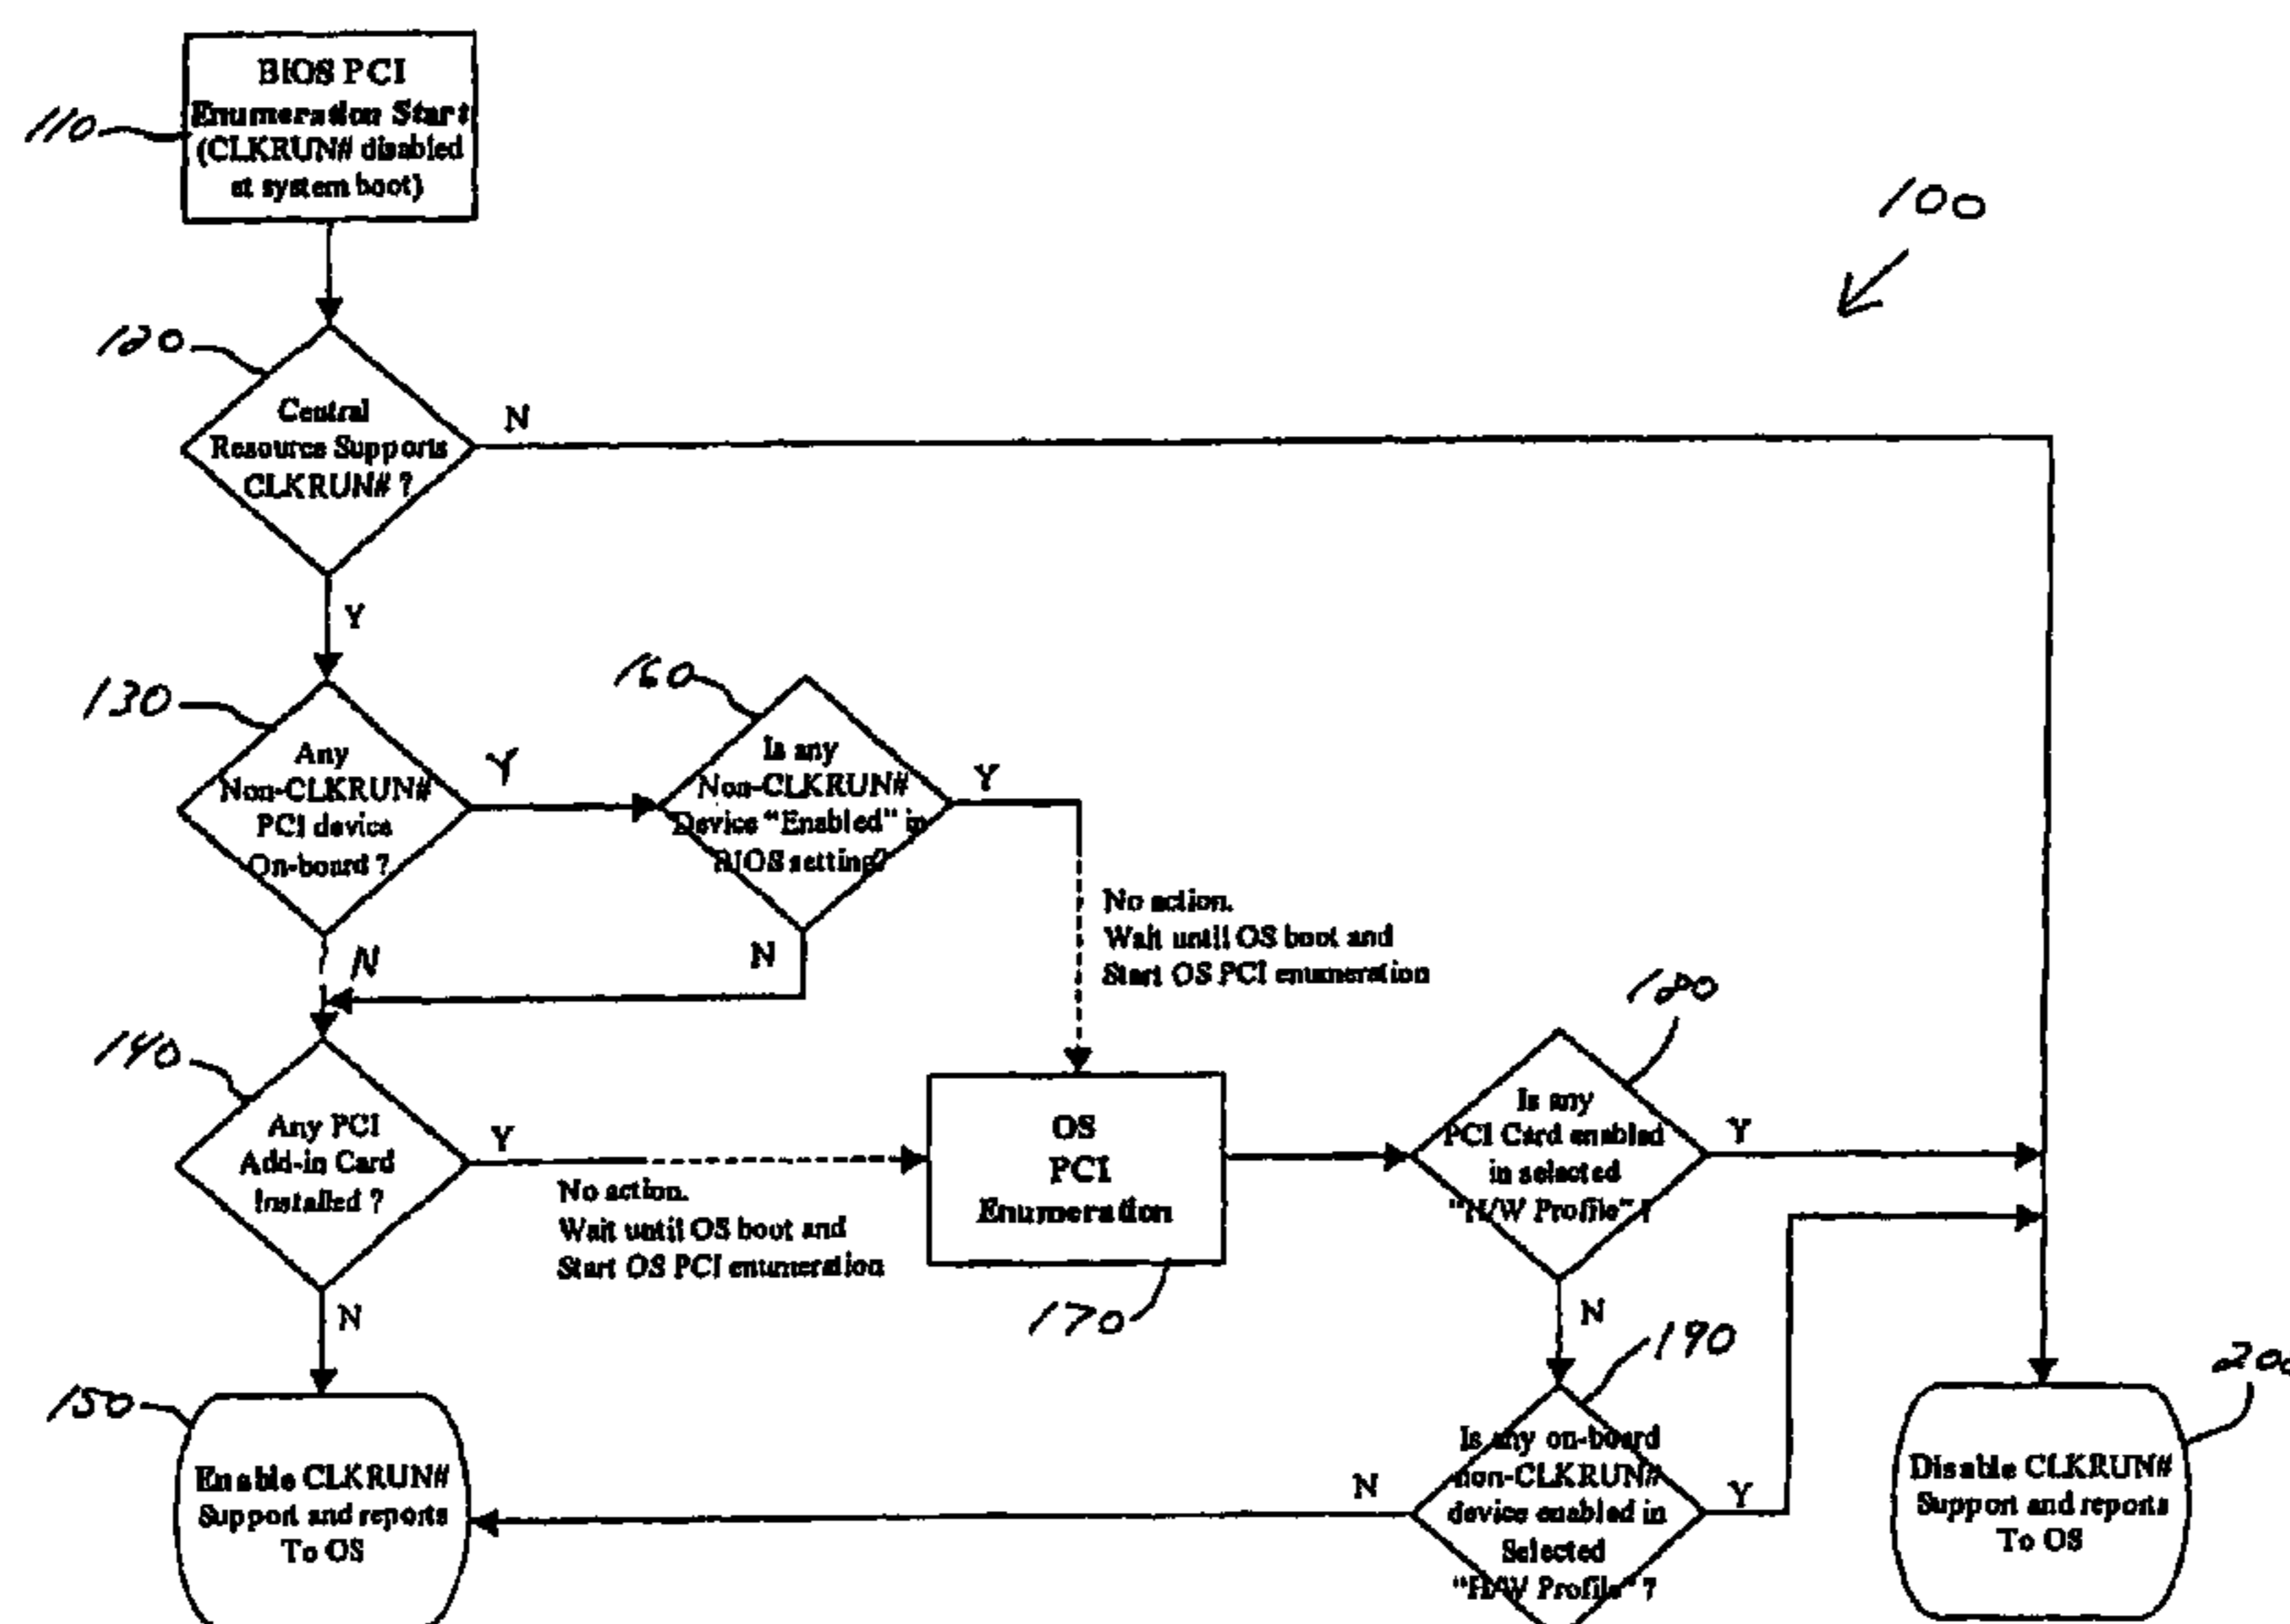 BIOS PCI
Enumeration Start
(CLKRUN# disabled
at system boot)
110
100
120
Central
Resource Supports
CLKRUN# ?
N
Y
130
Any
Non-CLKRUN#
PCI device
On-board ?
Y
N
160
Is any
Non-CLKRUN#
Device "Enabled" in
BIOS setting?
Y
N
No action.
Wait until OS boot and
Start OS PCI enumeration
140
Any PCI
Add-in Card
Installed ?
Y
N
No action.
Wait until OS boot and
Start OS PCI enumeration
OS
PCI
Enumeration
170
180
Is any
PCI Card enabled
in selected
"H/W Profile" ?
Y
N
190
Is any on-board
non-CLKRUN#
device enabled in
Selected
"H/W Profile" ?
N
Y
150
Enable CLKRUN#
Support and reports
To OS
200
Disable CLKRUN#
Support and reports
To OS